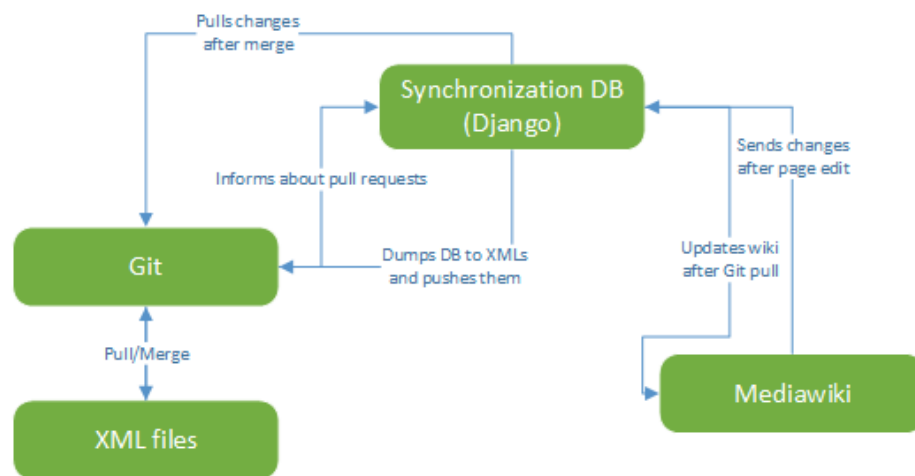 Pulls changes
after merge
Synchronization DB
(Django)
Sends changes
after page edit
Informs about pull requests
Updates wiki
after Git pull
Git
Dumps DB to XMLs
and pushes them
Pull/Merge
Mediawiki
XML files